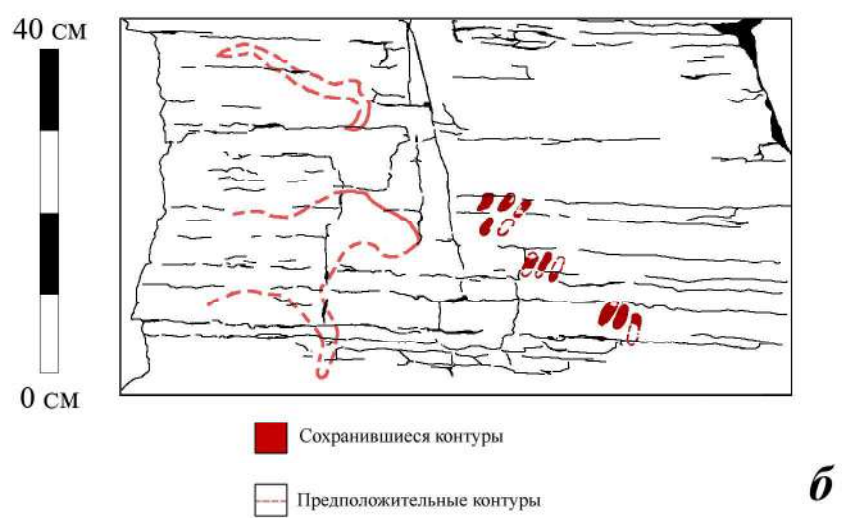 40 СМ
0 СМ
Сохранившиеся контуры
Предположительные контуры
б